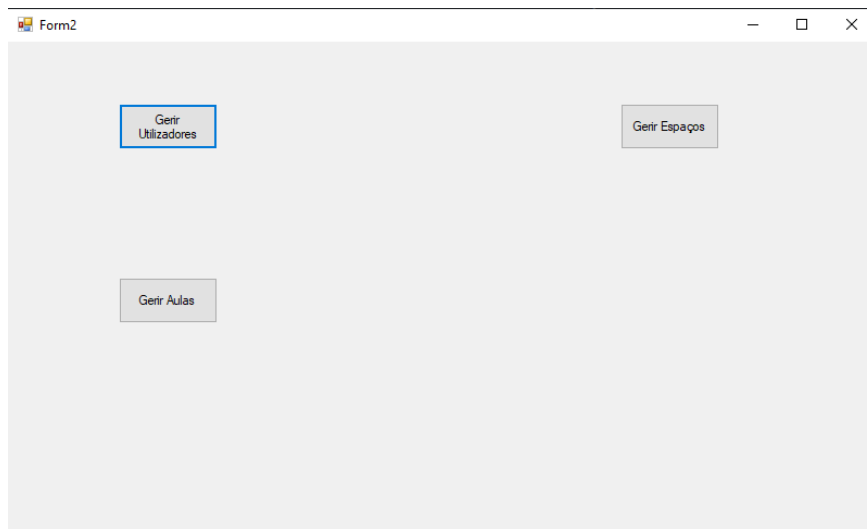 Form2
Gerir
Utilizadores
Gerir Espaços
Gerir Aulas